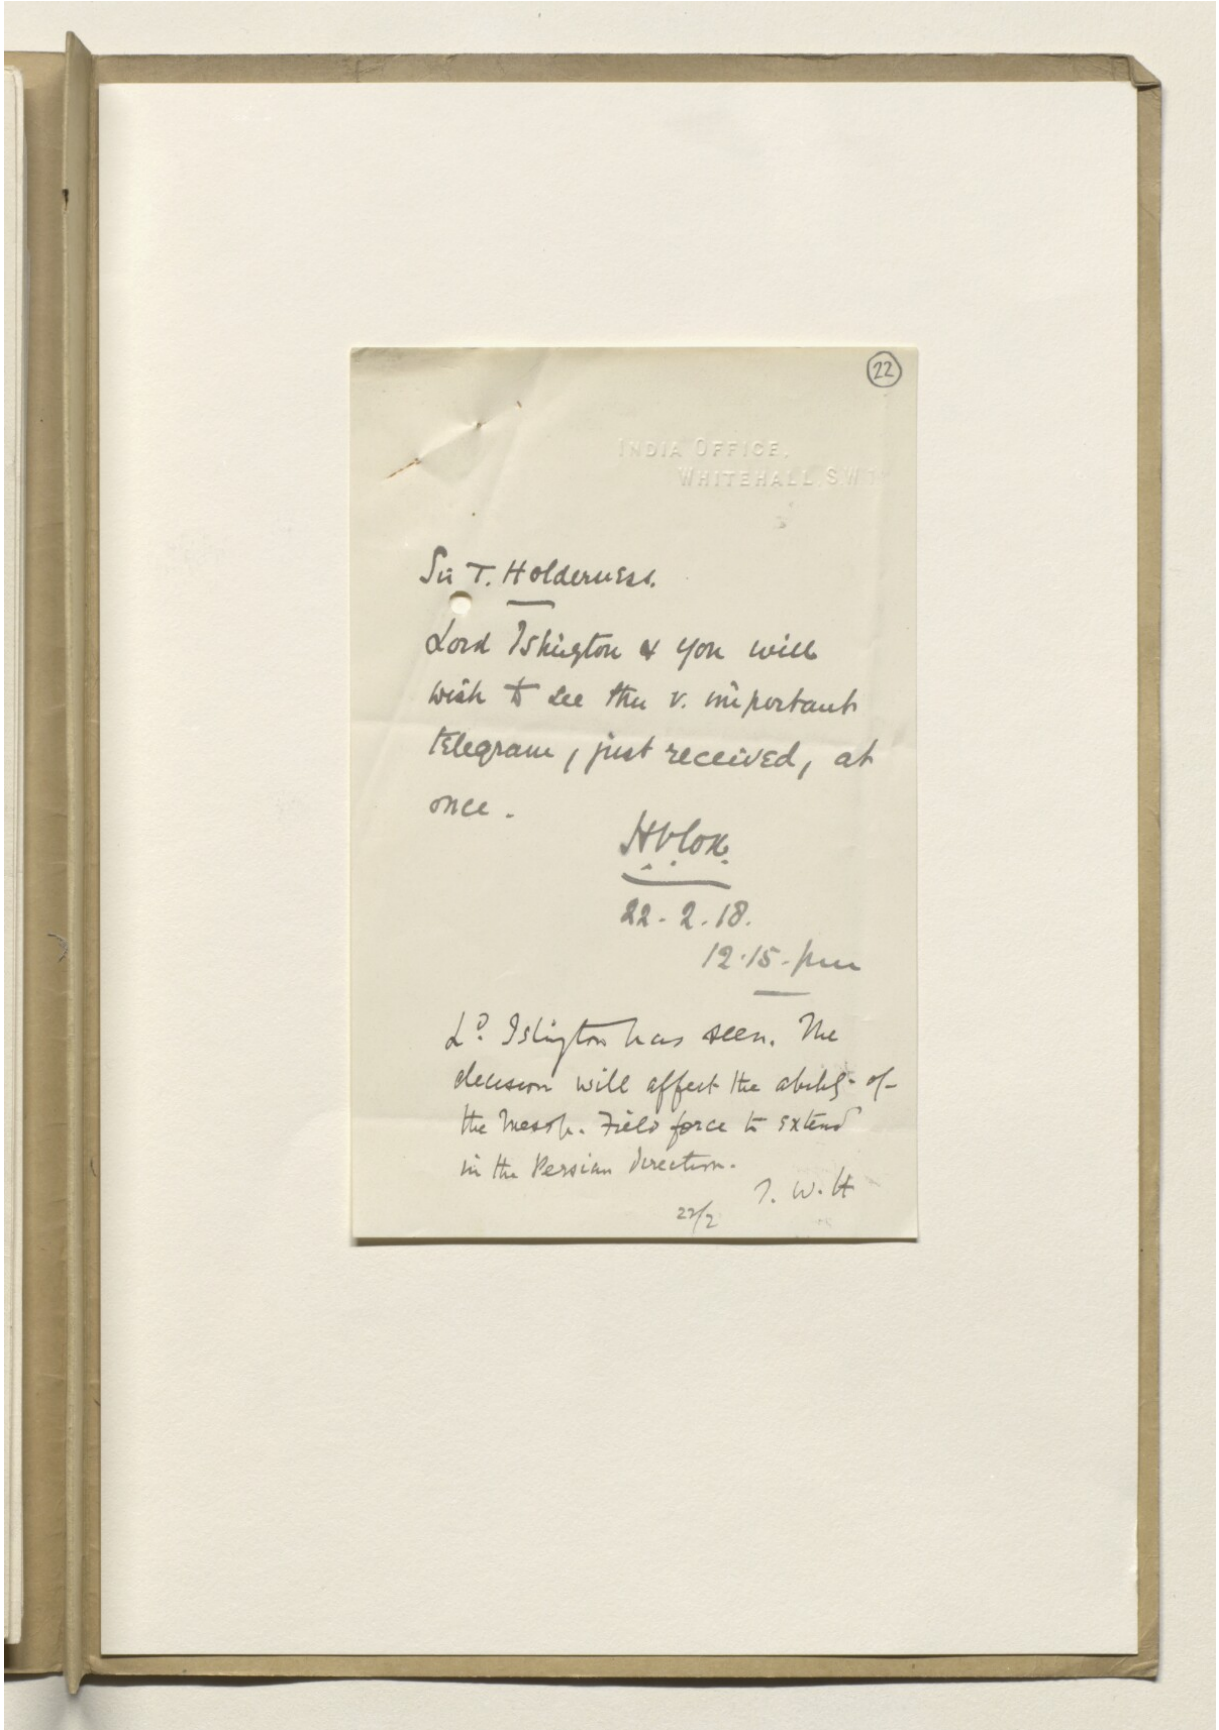 22
INDIA OFFICE,
WHITEHALL, S.W.1
Sir T. Holderness.
Lord Islington & you will
wish to see this v. important
telegram, just received, at
once.
HVCox
22-2-18.
12.15-pm
Ld. Islington has seen. The
decision will affect the ability of
the Mesop. Field force to extend
in the Persian direction.
T.W.H
22/2